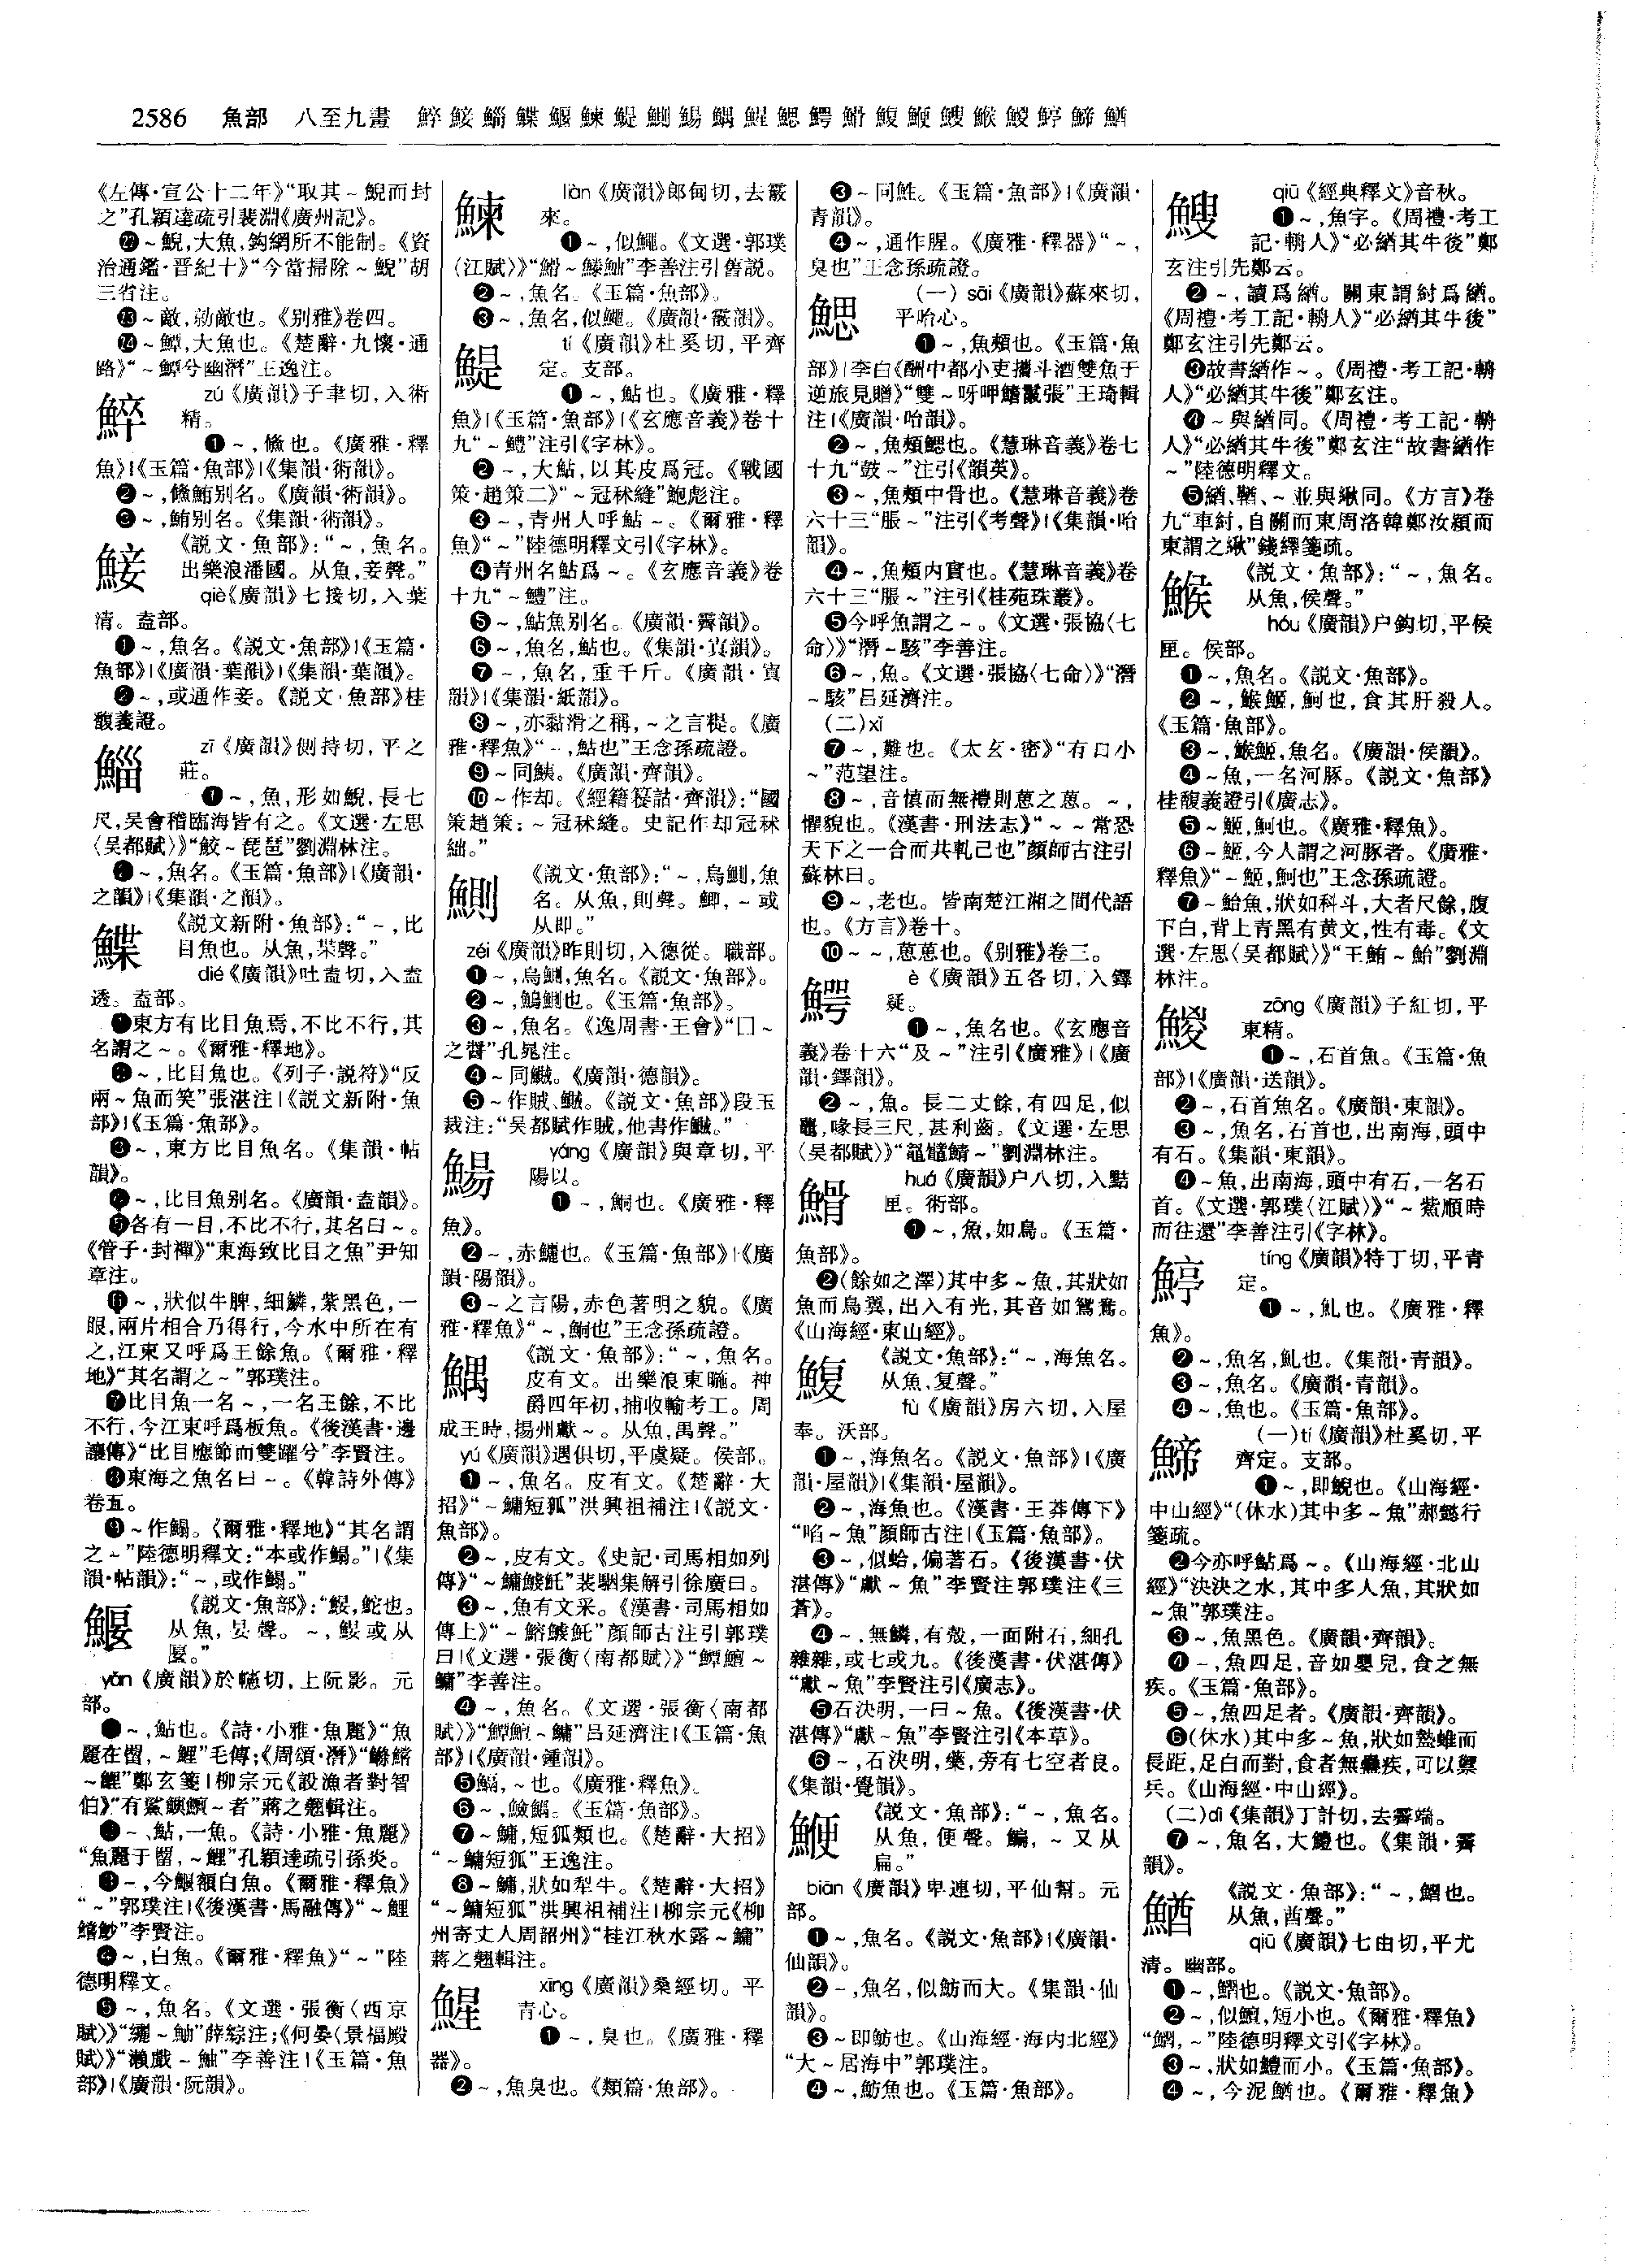 2586 魚部 八至九畫 䱣䱟鯔鰈鰋鰊鯷鰂鰑鰅鯹鰓鰐䱻鰒鯾䱸鯸鯼䱓鯑鰌
《左傳·宣公十二年》“取其~鯢而封
之”孔穎達疏引裴淵《廣州記》。
~鯢,大魚,鈎網所不能制。《資
治通鑑·晋紀十》“今當掃除~鯢”胡
三省注。
~敵,勍敵也。《别雅》卷四。
~鱏,大魚也。《楚辭·九懷·通
路》“~鱏兮幽潛”王逸注。
zú《廣韻》子聿切,入術
精。
❶~,鯈也。《廣雅·釋
魚》|《玉篇·魚部》|《集韻·術韻》。
❷~,鯈鮪别名。《廣韻·術韻》。
❸~,鮪别名。《集韻·術韻》。
《説文·魚部》:“~,魚名。
出樂浪潘國。从魚,妾聲。”
qiè《廣韻》七接切,入葉
清。盍部。
❶~,魚名。《説文·魚部》|《玉篇·
魚部》|《廣韻·葉韻》|《集韻·葉韻》。
❷~,或通作妾。《説文·魚部》桂
馥義證。
鯔
zī《廣韻》側持切,平之
莊。
❶~,魚,形如鯢,長七
尺,吴會稽臨海皆有之。《文選·左思
〈吴都賦〉》“鮫~琵琶”劉淵林注。
❷~,魚名。《玉篇·魚部》|《廣韻·
之韻》|《集韻·之韻》。
鰈
《説文新附·魚部》:“~,比
目魚也。从魚,枼聲。”
dié《廣韻》吐盍切,入盍
透。盍部。
❶東方有比目魚焉,不比不行,其
名謂之~。《爾雅·釋地》。
❷~,比目魚也。《列子·説符》“反
兩~魚而笑”張湛注|《説文新附·魚
部》|《玉篇·魚部》。
❸~,東方比目魚名。《集韻·帖
韻》。
❹~,比目魚别名。《廣韻·盍韻》。
❺各有一目,不比不行,其名曰~。
《管子·封禪》“東海致比目之魚”尹知
章注。
❻~,狀似牛脾,細鱗,紫黑色,一
眼,兩片相合乃得行,今水中所在有
之,江東又呼爲王餘魚。《爾雅·釋
地》“其名謂之~”郭璞注。
❼比目魚一名~,一名王餘,不比
不行,今江東呼爲板魚。《後漢書·邊
讓傳》“比目應節而雙躍兮”李賢注。
❽東海之魚名曰~。《韓詩外傳》
卷五。
❾~作鰨。《爾雅·釋地》“其名謂
之~”陸德明釋文:“本或作鰨。”|《集
韻·帖韻》:“~,或作鰨。”
鰋
《説文·魚部》:“鰋,鮀也。
从魚,妟聲。~,鰋或从
匽。”
yǎn《廣韻》於幰切,上阮影。元
部。
❶~,鮎也。《詩·小雅·魚麗》“魚
麗在罶,~鯉”毛傳;《周頌·潛》“鰷鱨
~鯉”鄭玄箋|柳宗元《設漁者對智
伯》“有鯊鱮鱣~者”蔣之翹輯注。
❷~、鮎,一魚。《詩·小雅·魚麗》
“魚麗于罶,~鯉”孔穎達疏引孫炎。
❸~,今鰋額白魚。《爾雅·釋魚》
“~”郭璞注|《後漢書·馬融傳》“~鯉
鱨魦”李賢注。
❹~,白魚。《爾雅·釋魚》“~”陸
德明釋文。
❺~,魚名。《文選·張衡〈西京
賦〉》“纚~鮋”薛綜注;《何晏〈景福殿
賦〉》“瀨戲~鮋”李善注|《玉篇·魚
部》|《廣韻·阮韻》。
鰊
liàn《廣韻》郎甸切,去霰
來。
❶~,似鱦。《文選·郭璞
〈江賦〉》“鰽~鰧鮋”李善注引舊説。
❷~,魚名。《玉篇·魚部》。
❸~,魚名,似鱦。《廣韻·霰韻》。
鯷
tí《廣韻》杜奚切,平齊
定。支部。
❶~,鮎也。《廣雅·釋
魚》|《玉篇·魚部》|《玄應音義》卷十
九“~鱧”注引《字林》。
❷~,大鮎,以其皮爲冠。《戰國
策·趙策二》“~冠秫縫”鮑彪注。
❸~,青州人呼鮎~。《爾雅·釋
魚》“~”陸德明釋文引《字林》。
❹青州名鮎爲~。《玄應音義》卷
十九“~鱧”注。
❺~,鮎魚别名。《廣韻·霽韻》。
❻~,魚名,鮎也。《集韻·寘韻》。
❼~,魚名,重千斤。《廣韻·寘
韻》|《集韻·紙韻》。
❽~,亦黏滑之稱,~之言褆。《廣
雅·釋魚》“~,鮎也”王念孫疏證。
❾~同鮧。《廣韻·齊韻》。
❿~作却。《經籍籑詁·齊韻》:“國
策趙策:~冠秫縫。史記作却冠秫
絀。”
鰂
《説文·魚部》:“~,烏鰂,魚
名。从魚,則聲。鯽,~或
从即。”
zéi《廣韻》昨則切,入德從。職部。
❶~,烏鰂,魚名。《説文·魚部》。
❷~,鰞鰂也。《玉篇·魚部》。
❸~,魚名。《逸周書·王會》“□~
之醬”孔晁注。
❹~同鱡。《廣韻·德韻》。
❺~作賊、鱡。《説文·魚部》段玉
裁注:“吴都賦作賊,他書作鱡。”
鰑
yáng《廣韻》與章切,平
陽以。
❶~,鮦也。《廣雅·釋
魚》。
❷~,赤鱺也。《玉篇·魚部》|《廣
韻·陽韻》。
❸~之言陽,赤色著明之貌。《廣
雅·釋魚》“~,鮦也”王念孫疏證。
鰅
《説文·魚部》:“~,魚名。
皮有文。出樂浪東暆。神
爵四年初,捕收輸考工。周
成王時,揚州獻~。从魚,禺聲。”
yú《廣韻》遇俱切,平虞疑。侯部。
❶~,魚名。皮有文。《楚辭·大
招》“~鱅短狐”洪興祖補注|《説文·
魚部》。
❷~,皮有文。《史記·司馬相如列
傳》“~鱅鰬魠”裴駰集解引徐廣曰。
❸~,魚有文采。《漢書·司馬相如
傳上》“~鰫鰬魠”顔師古注引郭璞
曰|《文選·張衡〈南都賦〉》“鱏鱣~
鱅”李善注。
❹~,魚名。《文選·張衡〈南都
賦〉》“鱏鱣~鱅”吕延濟注|《玉篇·魚
部》|《廣韻·鍾韻》。
❺鰨,~也。《廣雅·釋魚》。
❻~,鱠鰨。《玉篇·魚部》。
❼~鱅,短狐類也。《楚辭·大招》
“~鱅短狐”王逸注。
❽~鱅,狀如犁牛。《楚辭·大招》
“~鱅短狐”洪興祖補注|柳宗元《柳
州寄丈人周韶州》“桂江秋水露~鱅”
蔣之翹輯注。
鯹
xīng《廣韻》桑經切。平
青心。
❶~,臭也。《廣雅·釋
器》。
❷~,魚臭也。《類篇·魚部》。
❸~同鮏。《玉篇·魚部》|《廣韻·
青韻》。
❹~,通作腥。《廣雅·釋器》“~,
臭也”王念孫疏證。
鰓
(一)sāi《廣韻》蘇來切,
平咍心。
❶~,魚頰也。《玉篇·魚
部》|李白《酬中都小吏攜斗酒雙魚于
逆旅見贈》“雙~呀呷鰭鬣張”王琦輯
注|《廣韻·咍韻》。
❷~,魚頰鰓也。《慧琳音義》卷七
十九“鼓~”注引《韻英》。
❸~,魚頰中骨也。《慧琳音義》卷
六十三“脹~”注引《考聲》|《集韻·咍
韻》。
❹~,魚頰内實也。《慧琳音義》卷
六十三“脹~”注引《桂苑珠叢》。
❺今呼魚謂之~。《文選·張協〈七
命〉》“潛~駭”李善注。
❻~,魚。《文選·張協〈七命〉》“潛
~駭”吕延濟注。
(二)xǐ
❼~,難也。《太玄·密》“有口小
~”范望注。
❽~,音慎而無禮則葸之葸。~,
懼貌也。《漢書·刑法志》“~~常恐
天下之一合而共軋己也”顔師古注引
蘇林曰。
❾~,老也。皆南楚江湘之間代語
也。《方言》卷十。
❿~~,葸葸也。《别雅》卷三。
鰐
è《廣韻》五各切,入鐸
疑。
❶~,魚名也。《玄應音
義》卷十六“及~”注引《廣雅》|《廣
韻·鐸韻》。
❷~,魚。長二丈餘,有四足,似
鼉,喙長三尺,甚利齒。《文選·左思
〈吴都賦〉》“鼅鼊鯖~”劉淵林注。
䱻
huá《廣韻》户八切,入黠
匣。術部。
❶~,魚,如鳥。《玉篇·
魚部》。
❷(餘如之澤)其中多~魚,其狀如
魚而鳥翼,出入有光,其音如鴛鴦。
《山海經·東山經》。
鰒
《説文·魚部》:“~,海魚名。
从魚,复聲。”
fù《廣韻》房六切,入屋
奉。沃部。
❶~,海魚名。《説文·魚部》|《廣
韻·屋韻》|《集韻·屋韻》。
❷~,海魚也。《漢書·王莽傳下》
“啗~魚”顔師古注|《玉篇·魚部》。
❸~,似蛤,偏著石。《後漢書·伏
湛傳》“獻~魚”李賢注郭璞注《三
蒼》。
❹~,無鱗,有殻,一面附石,細孔
雜雜,或七或九。《後漢書·伏湛傳》
“獻~魚”李賢注引《廣志》。
❺石決明,一曰~魚。《後漢書·伏
湛傳》“獻~魚”李賢注引《本草》。
❻~,石決明,藥,旁有七空者良。
《集韻·覺韻》。
鯾
《説文·魚部》:“~,魚名。
从魚,便聲。鯿,~又从
扁。”
biān《廣韻》卑連切,平仙幫。元
部。
❶~,魚名。《説文·魚部》|《廣韻·
仙韻》。
❷~,魚名,似魴而大。《集韻·仙
韻》。
❸~即魴也。《山海經·海内北經》
“大~居海中”郭璞注。
❹~,魴魚也。《玉篇·魚部》。
qiū《經典釋文》音秋。
❶~,魚字。《周禮·考工
記·輈人》“必緧其牛後”鄭
玄注引先鄭云。
❷~,讀爲緧。關東謂紂爲緧。
《周禮·考工記·輈人》“必緧其牛後”
鄭玄注引先鄭云。
❸故書緧作~。《周禮·考工記·輈
人》“必緧其牛後”鄭玄注。
❹~與緧同。《周禮·考工記·輈
人》“必緧其牛後”鄭玄注“故書緧作
~”陸德明釋文。
❺緧、鞧、~並與緅同。《方言》卷
九“車紂,自關而東周洛韓鄭汝潁而
東謂之緅”錢繹箋疏。
鯸
《説文·魚部》:“~,魚名。
从魚,侯聲。”
hóu《廣韻》户鈎切,平侯
匣。侯部。
❶~,魚名。《説文·魚部》。
❷~,鯸鮔,魺也,食其肝殺人。
《玉篇·魚部》。
❸~,鯸鮔,魚名。《廣韻·侯韻》。
❹~魚,一名河豚。《説文·魚部》
桂馥義證引《廣志》。
❺~鮔,魺也。《廣雅·釋魚》。
❻~鮔,今人謂之河豚者。《廣雅·
釋魚》“~鮔,魺也”王念孫疏證。
❼~鮐魚,狀如科斗,大者尺餘,腹
下白,背上青黑有黄文,性有毒。《文
選·左思〈吴都賦〉》“王鮪~鮐”劉淵
林注。
鯼
zōng《廣韻》子紅切,平
東精。
❶~,石首魚。《玉篇·魚
部》|《廣韻·送韻》。
❷~,石首魚名。《廣韻·東韻》。
❸~,魚名,石首也,出南海,頭中
有石。《集韻·東韻》。
❹~魚,出南海,頭中有石,一名石
首。《文選·郭璞〈江賦〉》“~鮆順時
而往還”李善注引《字林》。
tíng《廣韻》特丁切,平青
定。
❶~,魤也。《廣雅·釋
魚》。
❷~,魚名,魤也。《集韻·青韻》。
❸~,魚名。《廣韻·青韻》。
❹~,魚也。《玉篇·魚部》。
(一)tí《廣韻》杜奚切,平
齊定。支部。
❶~,即鯢也。《山海經·
中山經》“(休水)其中多~魚”郝懿行
箋疏。
❷今亦呼鮎爲~。《山海經·北山
經》“決決之水,其中多人魚,其狀如
~魚”郭璞注。
❸~,魚黑色。《廣韻·齊韻》。
❹~,魚四足,音如嬰兒,食之無
疾。《玉篇·魚部》。
❺~,魚四足者。《廣韻·齊韻》。
❻(休水)其中多~魚,狀如盩蜼而
長距,足白而對,食者無蠱疾,可以禦
兵。《山海經·中山經》。
(二)dì《集韻》丁計切,去霽端。
❼~,魚名,大鱧也。《集韻·霽
韻》。
鰌
《説文·魚部》:“~,鰼也。
从魚,酋聲。”
qiū《廣韻》七由切,平尤
清。幽部。
❶~,鰼也。《説文·魚部》。
❷~,似鱓,短小也。《爾雅·釋魚》
“鰼,~”陸德明釋文引《字林》。
❸~,狀如鱧而小。《玉篇·魚部》。
❹~,今泥鰌也。《爾雅·釋魚》